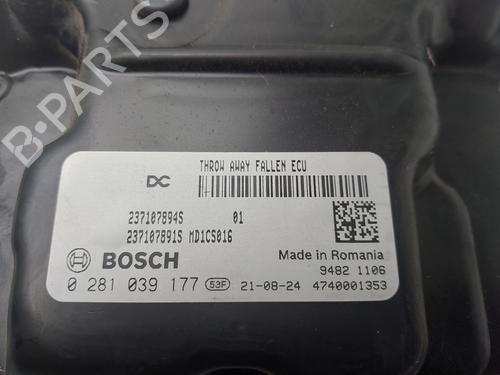 B-PARTS
THROW AWAY FALLEN ECU
DC
237107894S 01
237107891S MD1CS016
BOSCH
Made in Romania
9482 1106
0 281 039 177 53F 21-08-24 4740001353